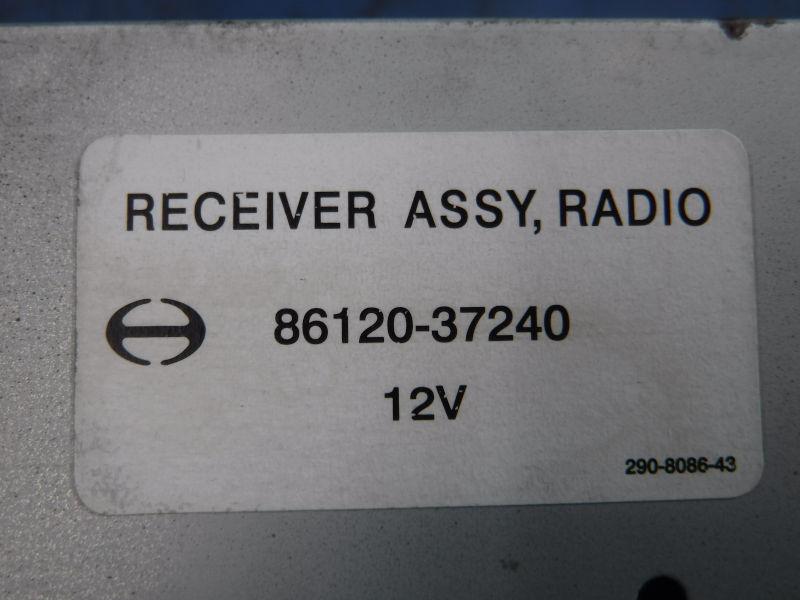 RECEIVER ASSY, RADIO
86120-37240
12V
290-8086-43